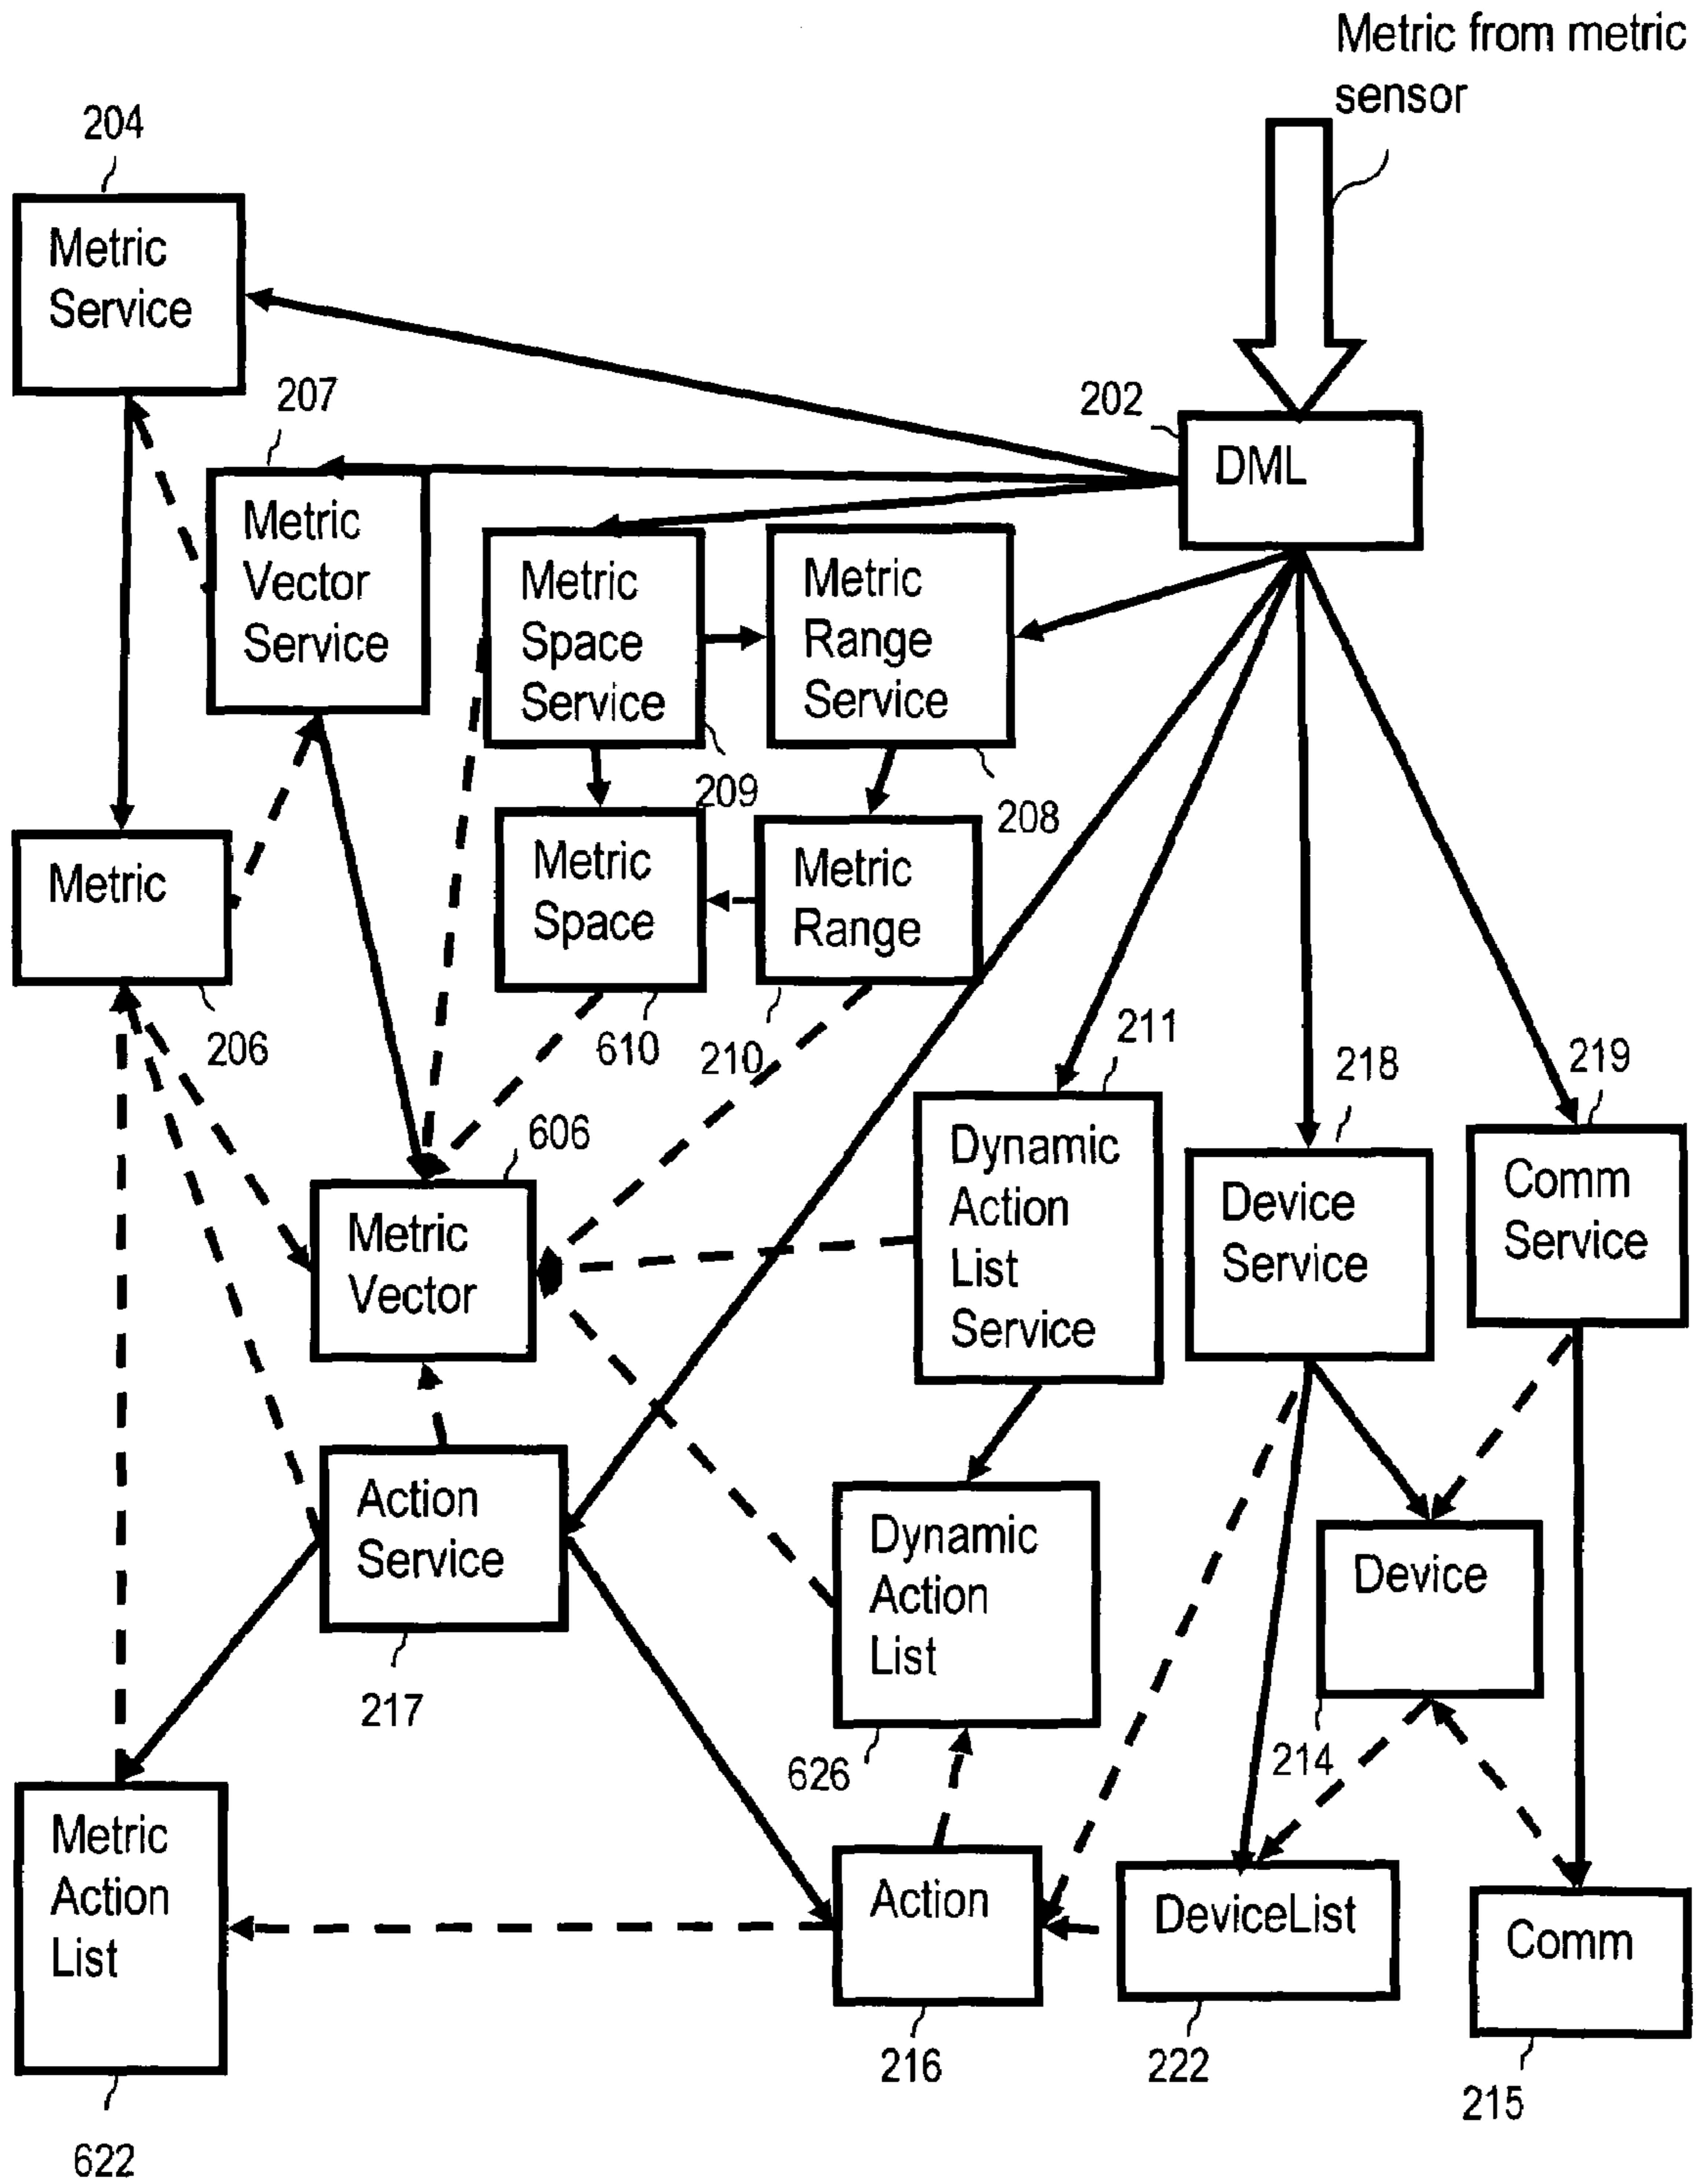 Metric from metric
sensor
204
Metric
Service
207
202
DML
Metric
Vector
Service
Metric
Space
Service
Metric
Range
Service
209
208
Metric
Metric
Space
Metric
Range
206
610
210
211
218
219
606
Dynamic
Action
List
Service
Device
Service
Comm
Service
Metric
Vector
Action
Service
Dynamic
Action
List
Device
217
626
214
Metric
Action
List
Action
DeviceList
Comm
216
222
215
622